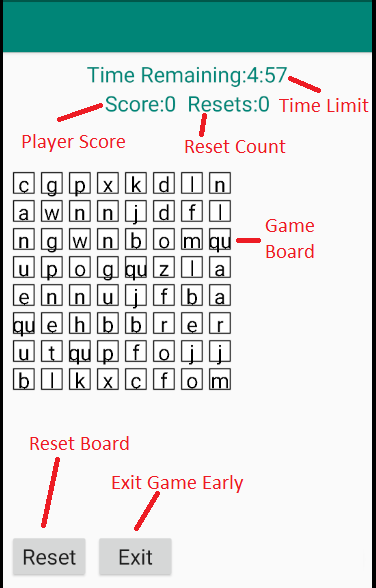 Time Remaining:4:57
Score:0 Resets:0 Time Limit
Player Score Reset Count
c g p x k d l n
a w n n j d f l
n g w n b o m qu
Game Board
u p o g qu z l a
e n n u j f b a
qu e h b b r e r
u t qu p f o j j
b l k x c f o m
Reset Board
Exit Game Early
Reset Exit